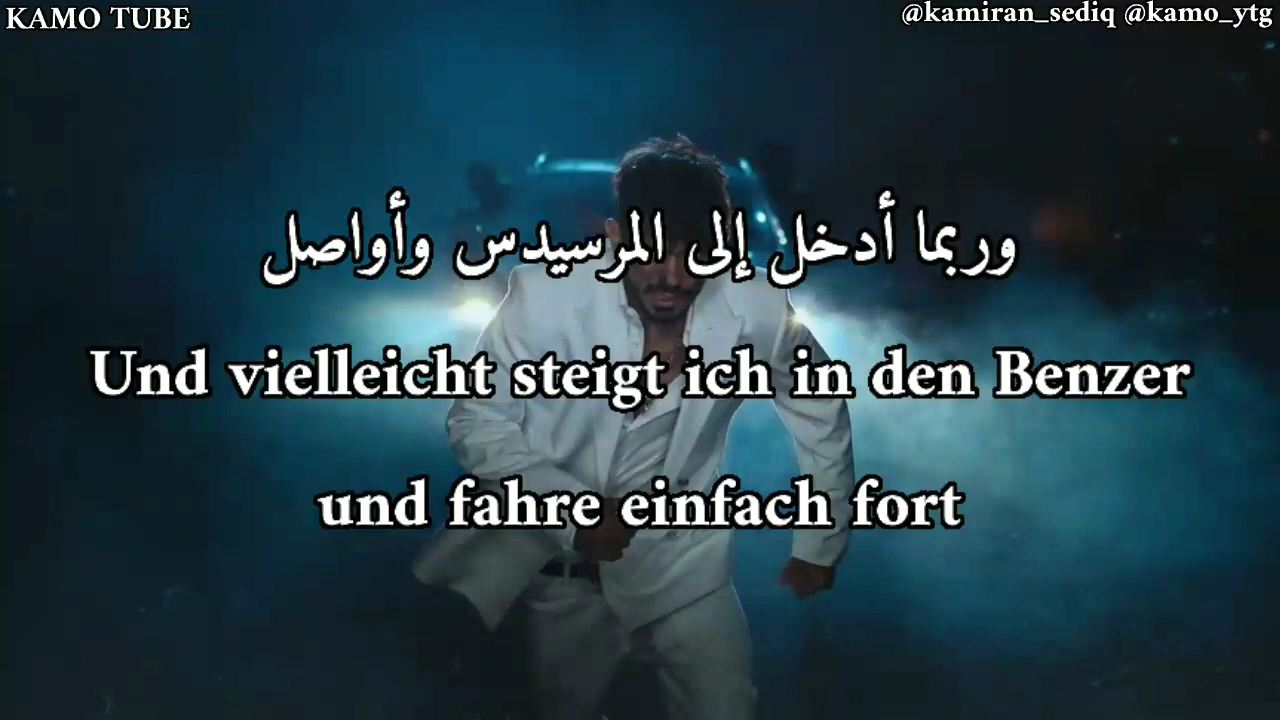 KAMO TUBE
@kamiran_sediq @kamo_ytg
وربما أدخل إلى المرسيدس وأواصل
Und vielleicht steigt ich in den Benzer
und fahre einfach fort